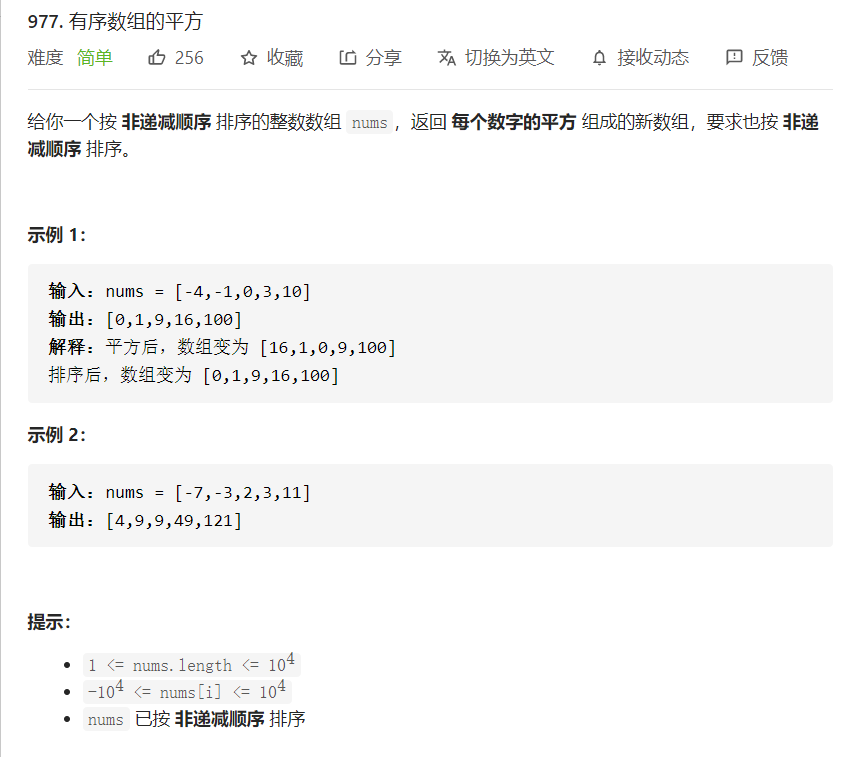 977. 有序数组的平方
难度 简单 256 收藏 分享 切换为英文 接收动态 反馈
给你一个按 非递减顺序 排序的整数数组 nums，返回 每个数字的平方 组成的新数组，要求也按 非递
减顺序 排序。
示例 1：
输入：nums = [-4,-1,0,3,10]
输出：[0,1,9,16,100]
解释：平方后，数组变为 [16,1,0,9,100]
排序后，数组变为 [0,1,9,16,100]
示例 2：
输入：nums = [-7,-3,2,3,11]
输出：[4,9,9,49,121]
提示：
• 1 <= nums.length <= 10⁴
• -10⁴ <= nums[i] <= 10⁴
• nums 已按 非递减顺序 排序